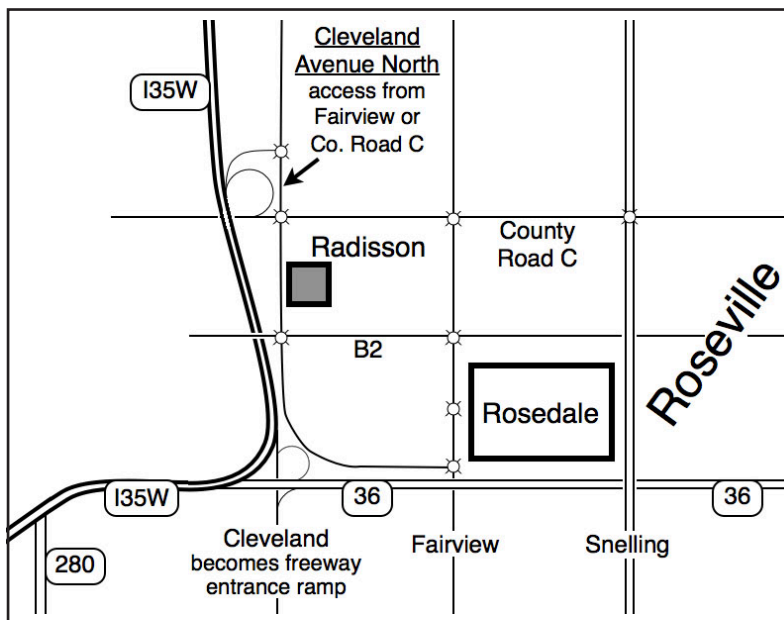 Cleveland
Avenue North
access from
Fairview or
Co. Road C
I35W
Radisson
County
Road C
Roseville
B2
Rosedale
I35W
36
36
Cleveland
becomes freeway
entrance ramp
Fairview
Snelling
280